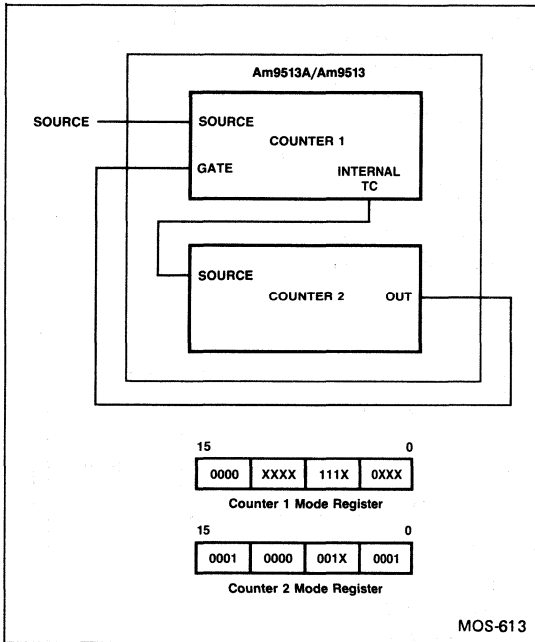 Am9513A/Am9513
SOURCE
SOURCE
COUNTER 1
GATE
INTERNAL
TC
SOURCE
COUNTER 2
OUT
15 0
0000 XXXX 111X 0XXX
Counter 1 Mode Register
15 0
0001 0000 001X 0001
Counter 2 Mode Register
MOS-613